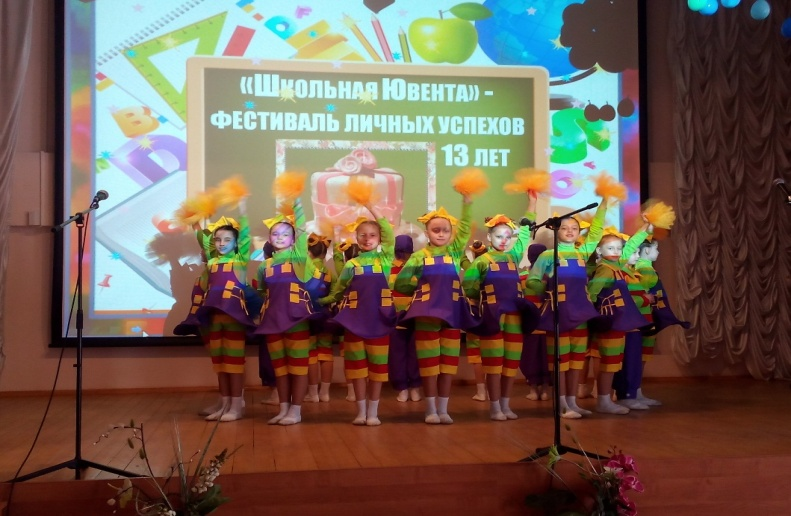 «Школьная Ювента» -
фестиваль личных успехов
13 лет